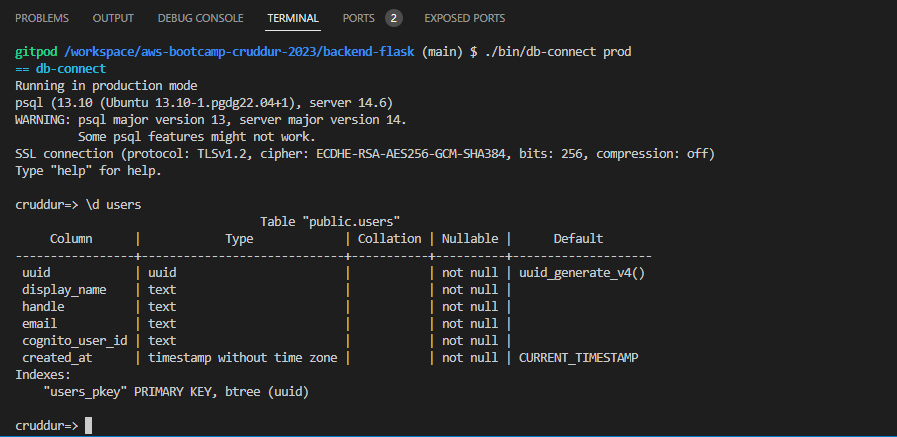 PROBLEMS OUTPUT DEBUG CONSOLE TERMINAL PORTS 2 EXPOSED PORTS
gitpod /workspace/aws-bootcamp-cruddur-2023/backend-flask (main) $ ./bin/db-connect prod
== db-connect
Running in production mode
psql (13.10 (Ubuntu 13.10-1.pgdg22.04+1), server 14.6)
WARNING: psql major version 13, server major version 14.
         Some psql features might not work.
SSL connection (protocol: TLSv1.2, cipher: ECDHE-RSA-AES256-GCM-SHA384, bits: 256, compression: off)
Type "help" for help.
cruddur=> \d users
                                   Table "public.users"
     Column      |            Type             | Collation | Nullable |      Default
-----------------+-----------------------------+-----------+----------+--------------------
 uuid            | uuid                        |           | not null | uuid_generate_v4()
 display_name    | text                        |           | not null |
 handle          | text                        |           | not null |
 email           | text                        |           | not null |
 cognito_user_id | text                        |           | not null |
 created_at      | timestamp without time zone |           | not null | CURRENT_TIMESTAMP
Indexes:
    "users_pkey" PRIMARY KEY, btree (uuid)
cruddur=>